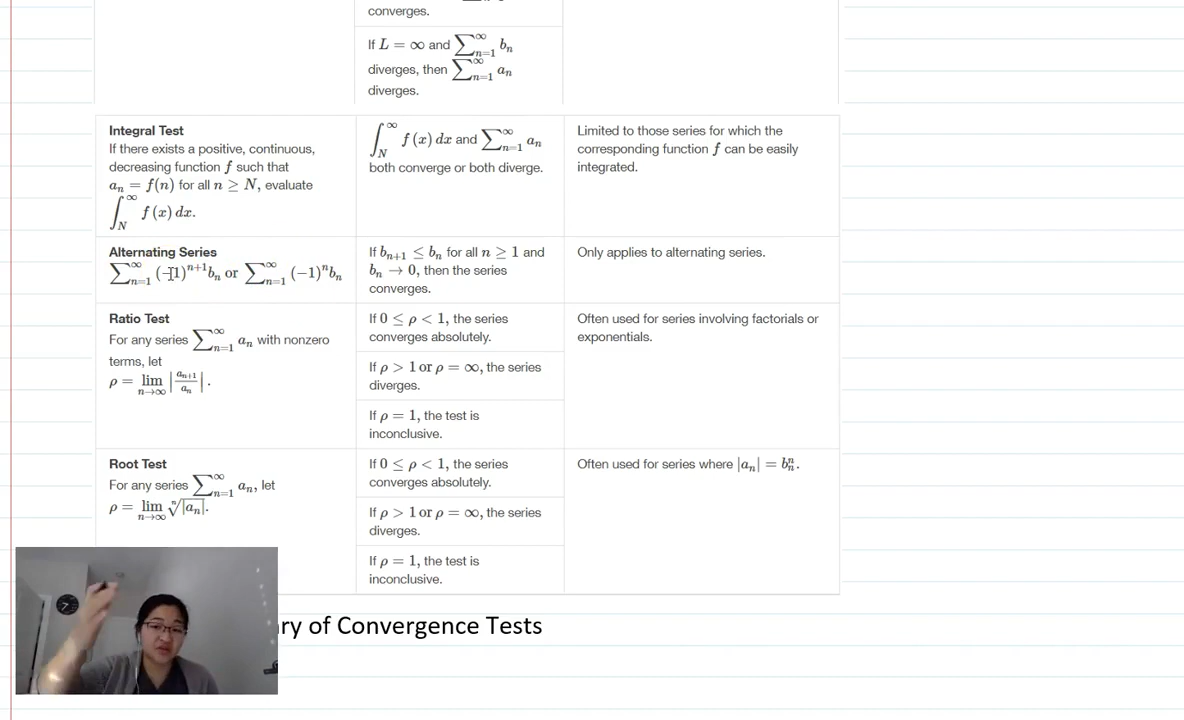 converges.
If L = ∞ and ∑_{n=1}^{∞} b_n
diverges, then ∑_{n=1}^{∞} a_n
diverges.
Integral Test
If there exists a positive, continuous,
decreasing function f such that
a_n = f(n) for all n ≥ N, evaluate
∫_N^∞ f(x) dx.
∫_N^∞ f(x) dx and ∑_{n=1}^{∞} a_n
both converge or both diverge.
Limited to those series for which the
corresponding function f can be easily
integrated.
Alternating Series
∑_{n=1}^{∞} (−1)^{n+1} b_n or ∑_{n=1}^{∞} (−1)^n b_n
If b_{n+1} ≤ b_n for all n ≥ 1 and
b_n → 0, then the series
converges.
Only applies to alternating series.
Ratio Test
For any series ∑_{n=1}^{∞} a_n with nonzero
terms, let
ρ = lim_{n→∞} |a_{n+1}/a_n|.
If 0 ≤ ρ < 1, the series
converges absolutely.
If ρ > 1 or ρ = ∞, the series
diverges.
If ρ = 1, the test is
inconclusive.
Often used for series involving factorials or
exponentials.
Root Test
For any series ∑_{n=1}^{∞} a_n, let
ρ = lim_{n→∞} ⁿ√|a_n|.
If 0 ≤ ρ < 1, the series
converges absolutely.
If ρ > 1 or ρ = ∞, the series
diverges.
If ρ = 1, the test is
inconclusive.
Often used for series where |a_n| = b_n^n.
ry of Convergence Tests